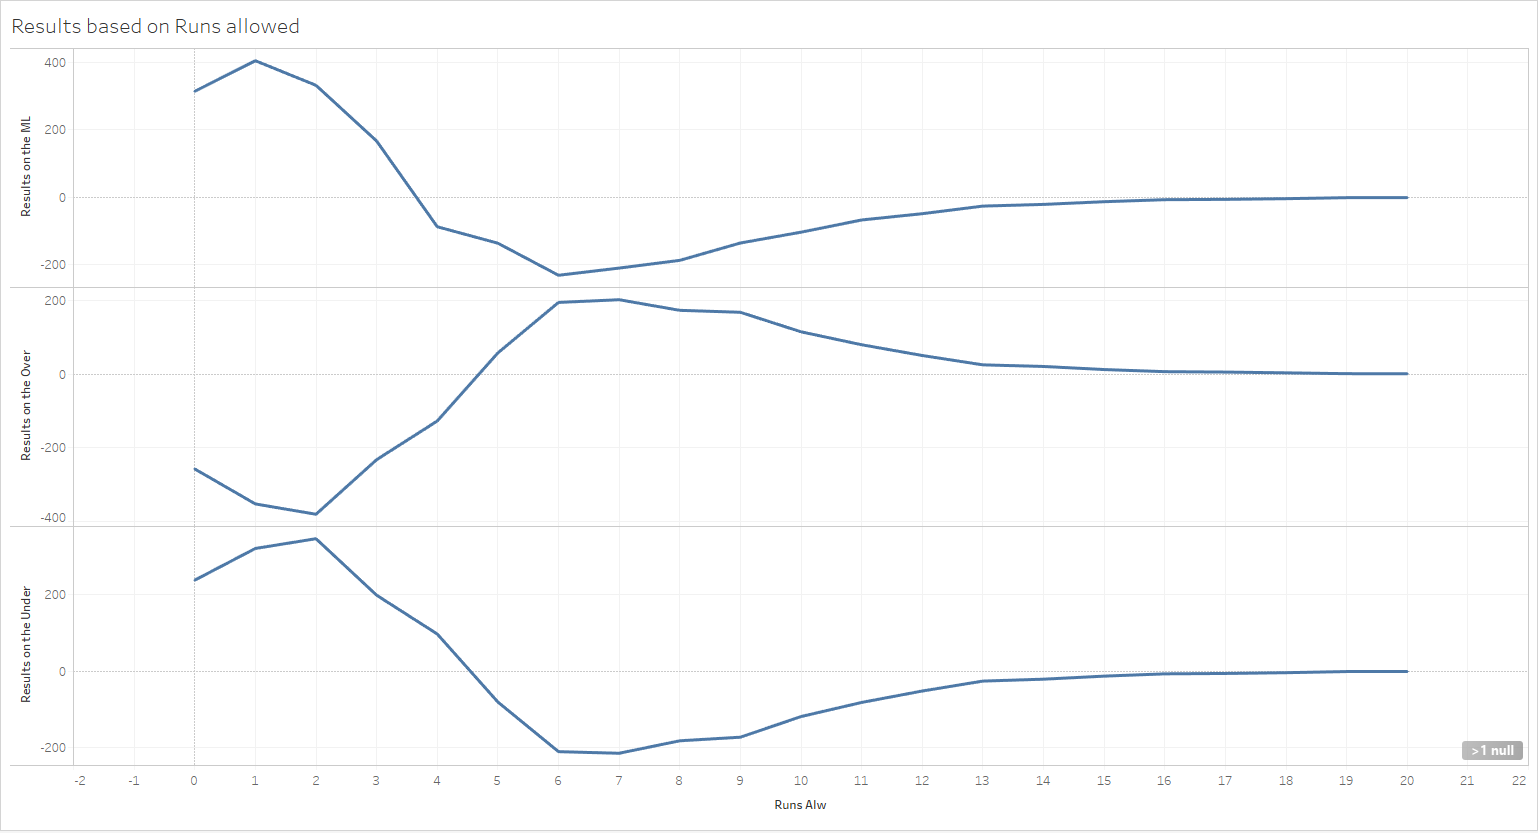 Results based on Runs allowed
Results on the ML
400
200
0
-200
Results on the Over
200
0
-200
-400
Results on the Under
200
0
-200
>1 null
-2 -1 0 1 2 3 4 5 6 7 8 9 10 11 12 13 14 15 16 17 18 19 20 21 22
Runs Alw